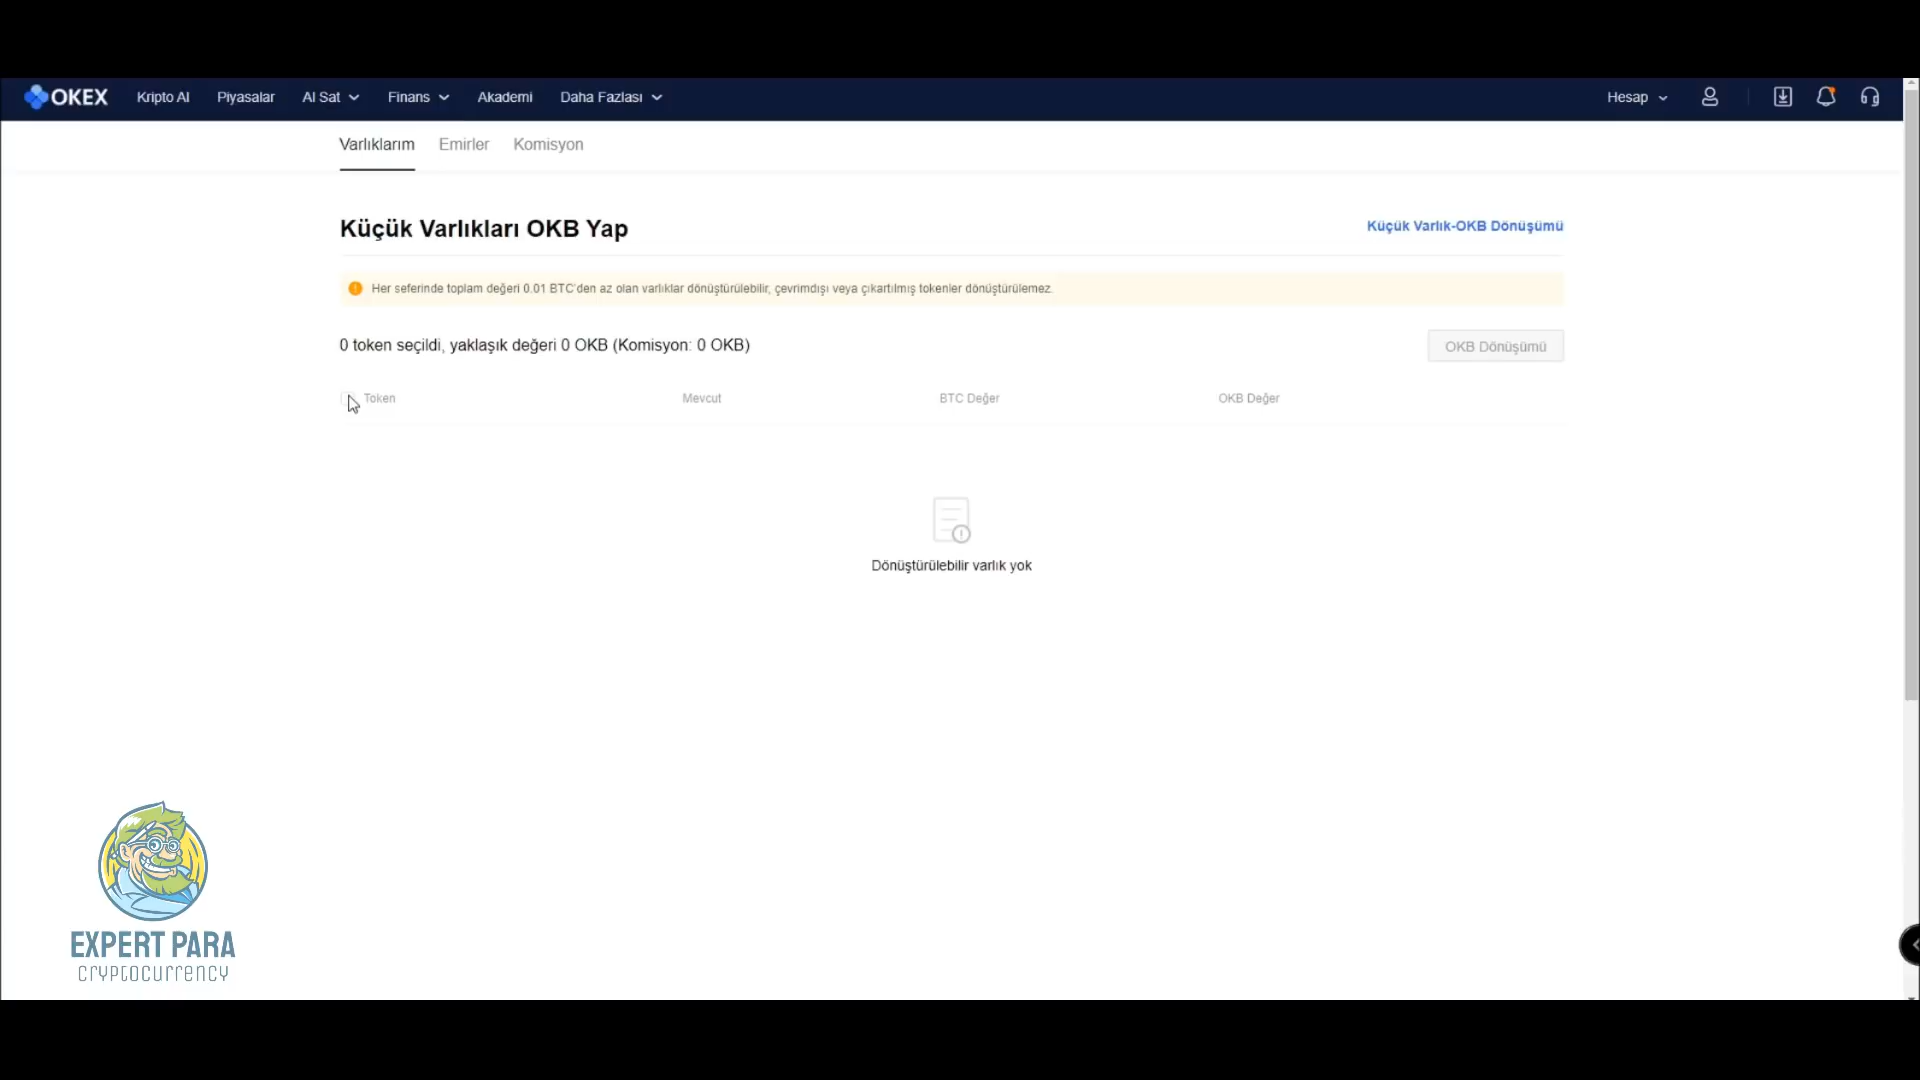 OKEX Kripto Al Piyasalar Al Sat Finans Akademi Daha Fazlası Hesap
Varlıklarım Emirler Komisyon
Küçük Varlıkları OKB Yap
Küçük Varlık-OKB Dönüşümü
Her seferinde toplam değeri 0.01 BTC'den az olan varlıklar dönüştürülebilir, çevrimdışı veya çıkartılmış tokenler dönüştürülemez.
0 token seçildi, yaklaşık değeri 0 OKB (Komisyon: 0 OKB)
OKB Dönüşümü
Token Mevcut BTC Değer OKB Değer
Dönüştürülebilir varlık yok
EXPERT PARA
cryptocurrency